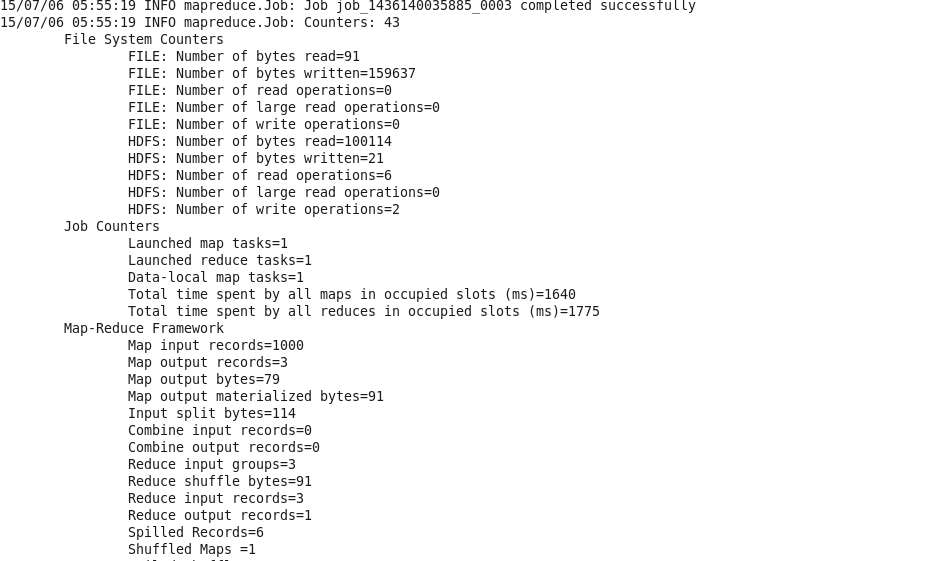 15/07/06 05:55:19 INFO mapreduce.Job: Job job_1436140035885_0003 completed successfully
15/07/06 05:55:19 INFO mapreduce.Job: Counters: 43
File System Counters
FILE: Number of bytes read=91
FILE: Number of bytes written=159637
FILE: Number of read operations=0
FILE: Number of large read operations=0
FILE: Number of write operations=0
HDFS: Number of bytes read=100114
HDFS: Number of bytes written=21
HDFS: Number of read operations=6
HDFS: Number of large read operations=0
HDFS: Number of write operations=2
Job Counters
Launched map tasks=1
Launched reduce tasks=1
Data-local map tasks=1
Total time spent by all maps in occupied slots (ms)=1640
Total time spent by all reduces in occupied slots (ms)=1775
Map-Reduce Framework
Map input records=1000
Map output records=3
Map output bytes=79
Map output materialized bytes=91
Input split bytes=114
Combine input records=0
Combine output records=0
Reduce input groups=3
Reduce shuffle bytes=91
Reduce input records=3
Reduce output records=1
Spilled Records=6
Shuffled Maps =1